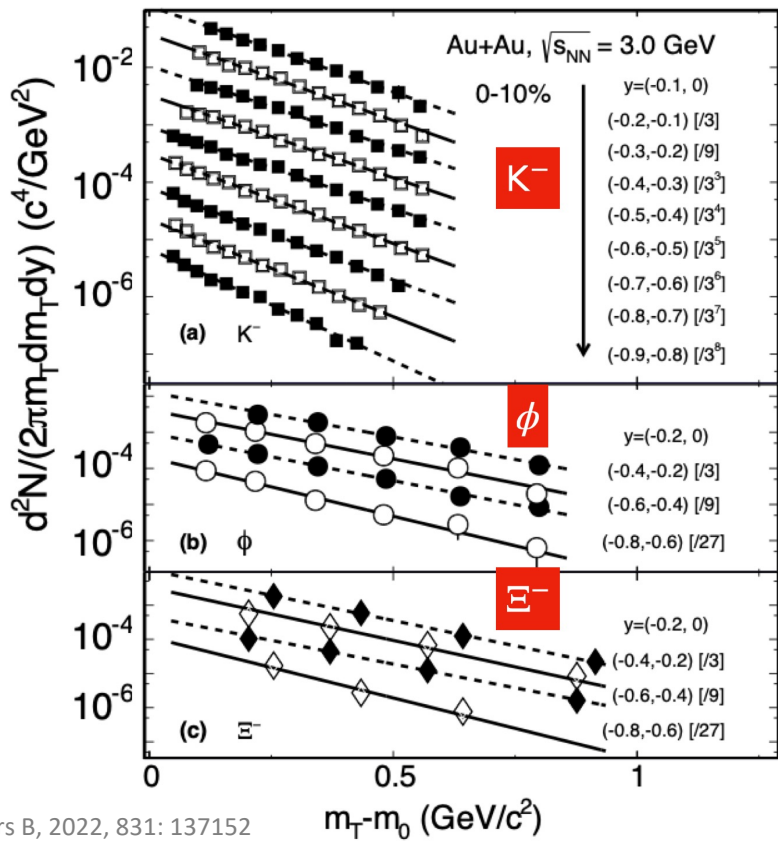 d²N/(2πm_T dm_T dy) (c⁴/GeV²)
10⁻²
10⁻⁴
10⁻⁶
Au+Au, √s_NN = 3.0 GeV
0-10%
K⁻
y=(-0.1, 0)
(-0.2,-0.1) [/3]
(-0.3,-0.2) [/9]
(-0.4,-0.3) [/3³]
(-0.5,-0.4) [/3⁴]
(-0.6,-0.5) [/3⁵]
(-0.7,-0.6) [/3⁶]
(-0.8,-0.7) [/3⁷]
(-0.9,-0.8) [/3⁸]
(a) K⁻
10⁻⁴
10⁻⁶
ϕ
y=(-0.2, 0)
(-0.4,-0.2) [/3]
(-0.6,-0.4) [/9]
(-0.8,-0.6) [/27]
(b) ϕ
10⁻⁴
10⁻⁶
Ξ⁻
y=(-0.2, 0)
(-0.4,-0.2) [/3]
(-0.6,-0.4) [/9]
(-0.8,-0.6) [/27]
(c) Ξ⁻
0 0.5 1
m_T-m_0 (GeV/c²)
rs B, 2022, 831: 137152